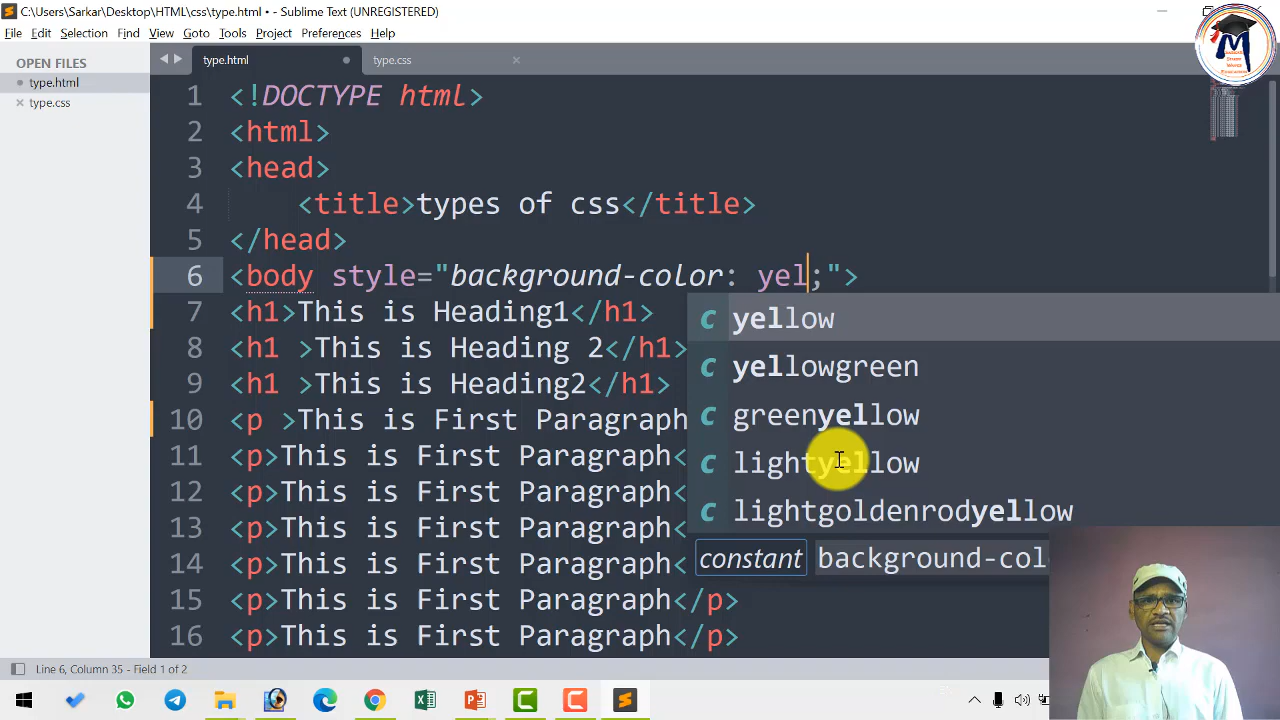 C:\Users\Sarkar\Desktop\HTML\css\type.html • - Sublime Text (UNREGISTERED)
File Edit Selection Find View Goto Tools Project Preferences Help
OPEN FILES
type.html
type.css
type.html
type.css
1 <!DOCTYPE html>
2 <html>
3 <head>
4 <title>types of css</title>
5 </head>
6 <body style="background-color: yel;">
7 <h1>This is Heading1</h1>
8 <h1 >This is Heading 2</h1>
9 <h1 >This is Heading2</h1>
10 <p >This is First Paragraph
11 <p>This is First Paragraph<
12 <p>This is First Paragraph<
13 <p>This is First Paragraph<
14 <p>This is First Paragraph<
15 <p>This is First Paragraph</p>
16 <p>This is First Paragraph</p>
c yellow
c yellowgreen
c greenyellow
c lightyellow
c lightgoldenrodyellow
constant background-col
Line 6, Column 35 - Field 1 of 2
M